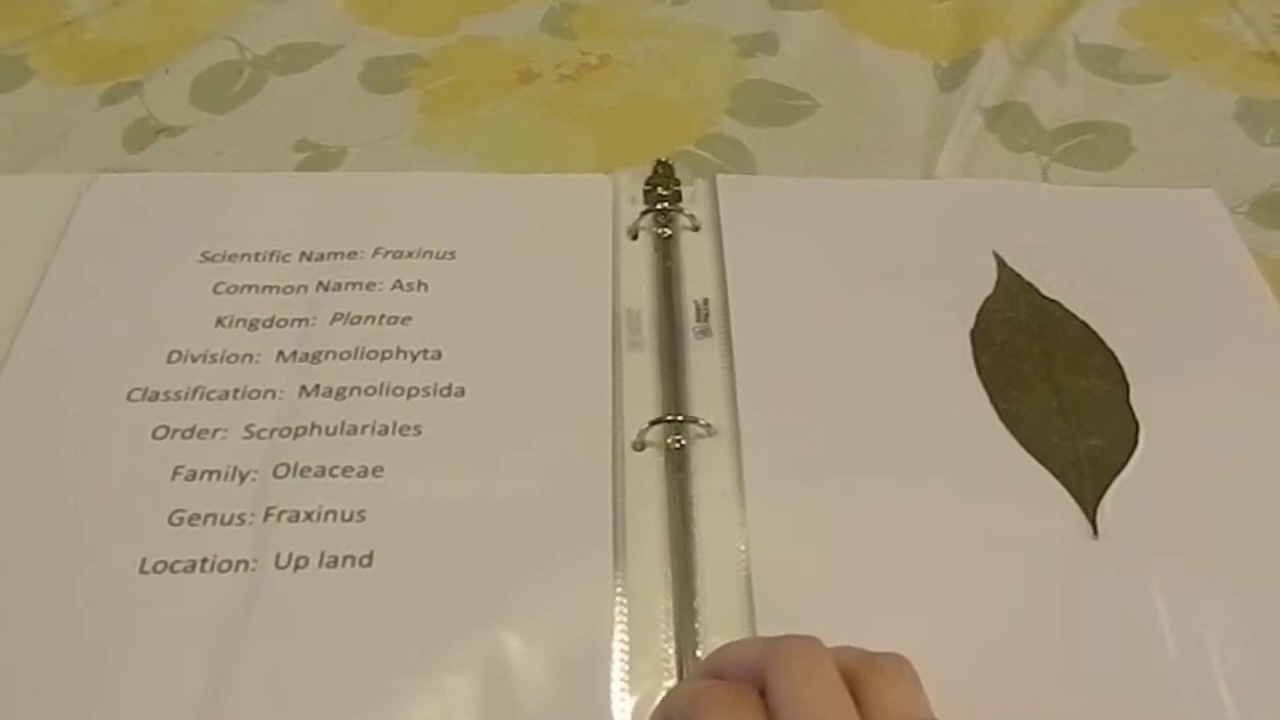 Scientific Name: Fraxinus
Common Name: Ash
Kingdom: Plantae
Division: Magnoliophyta
Classification: Magnoliopsida
Order: Scrophulariales
Family: Oleaceae
Genus: Fraxinus
Location: Up land